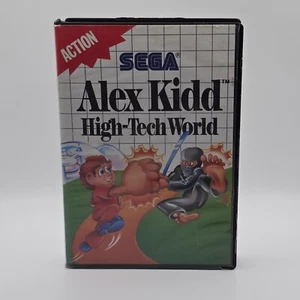 ACTION
SEGA
Alex Kidd™
High-Tech World